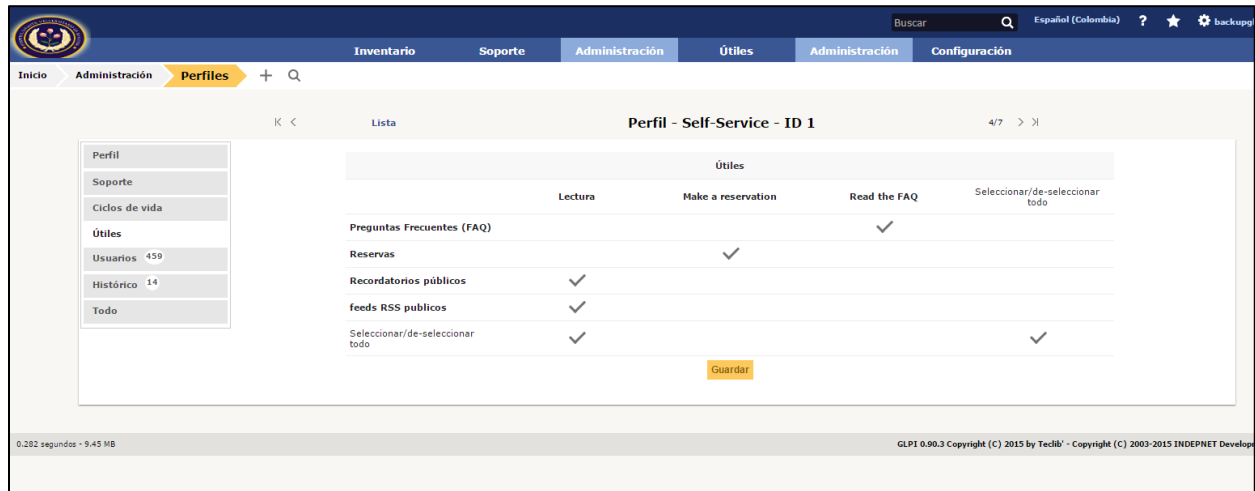 Buscar
Español (Colombia)
?
Inventario Soporte Administración Útiles Administración Configuración
Inicio Administración Perfiles
Lista Perfil - Self-Service - ID 1 4/7
Perfil
Soporte
Ciclos de vida
Útiles
Usuarios 459
Histórico 14
Todo
Útiles
Lectura Make a reservation Read the FAQ Seleccionar/de-seleccionar
todo
Preguntas Frecuentes (FAQ)
Reservas
Recordatorios públicos
feeds RSS publicos
Seleccionar/de-seleccionar
todo
Guardar
0.282 segundos - 9.45 MB
GLPI 0.90.3 Copyright (C) 2015 by Teclib' - Copyright (C) 2003-2015 INDEPNET